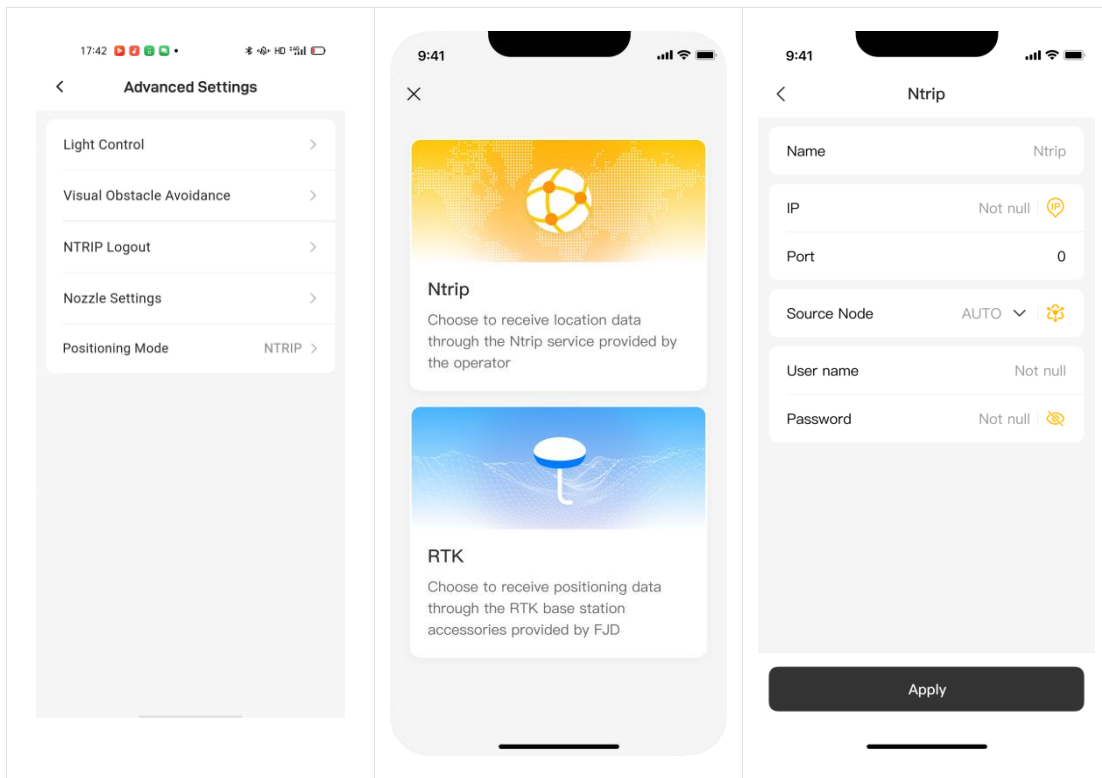 17:42
HD
Advanced Settings
Light Control
Visual Obstacle Avoidance
NTRIP Logout
Nozzle Settings
Positioning Mode NTRIP
9:41
Ntrip
Choose to receive location data
through the Ntrip service provided by
the operator
RTK
Choose to receive positioning data
through the RTK base station
accessories provided by FJD
9:41
Ntrip
Name Ntrip
IP Not null IP
Port 0
Source Node AUTO
User name Not null
Password Not null
Apply